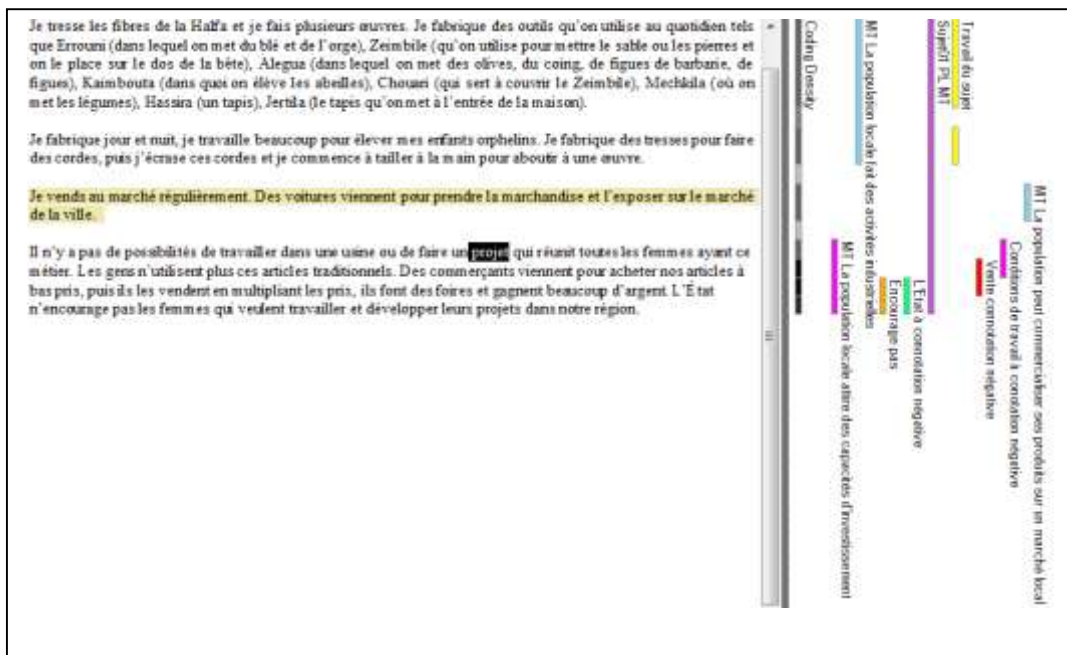 Je tresse les fibres de la Halfa et je fais plusieurs œuvres. Je fabrique des outils qu'on utilise au quotidien tels
que Errouni (dans lequel on met du blé et de l'orge), Zeimbile (qu'on utilise pour mettre le sable ou les pierres et
on le place sur le dos de la bête), Alegua (dans lequel on met des olives, du coing, de figues de barbarie, de
figues), Kaimbouta (dans quoi on élève les abeilles), Chouari (qui sert à couvrir le Zeimbile), Mechkila (où on
met les légumes), Hassira (un tapis), Jertila (le tapis qu'on met à l'entrée de la maison).
Je fabrique jour et nuit, je travaille beaucoup pour élever mes enfants orphelins. Je fabrique des tresses pour faire
des cordes, puis j'écrase ces cordes et je commence à tailler à la main pour aboutir à une œuvre.
Je vends au marché régulièrement. Des voitures viennent pour prendre la marchandise et l'exposer sur le marché
de la ville.
Il n'y a pas de possibilités de travailler dans une usine ou de faire un projet qui réunit toutes les femmes ayant ce
métier. Les gens n'utilisent plus ces articles traditionnels. Des commerçants viennent pour acheter nos articles à
bas prix, puis ils les vendent en multipliant les prix, ils font des foires et gagnent beaucoup d'argent. L'État
n'encourage pas les femmes qui veulent travailler et développer leurs projets dans notre région.
Coding Density
MT La population locale attire des capacités d'investissement
MT La population locale fait des activités industrielles
Encourage pas
L'Etat à connotation négative
Sujet PL MT
Travail du sujet
Vente connotation négative
Conditions de travail à conotation négative
MT La population peut commercialiser ses produits sur un marché local